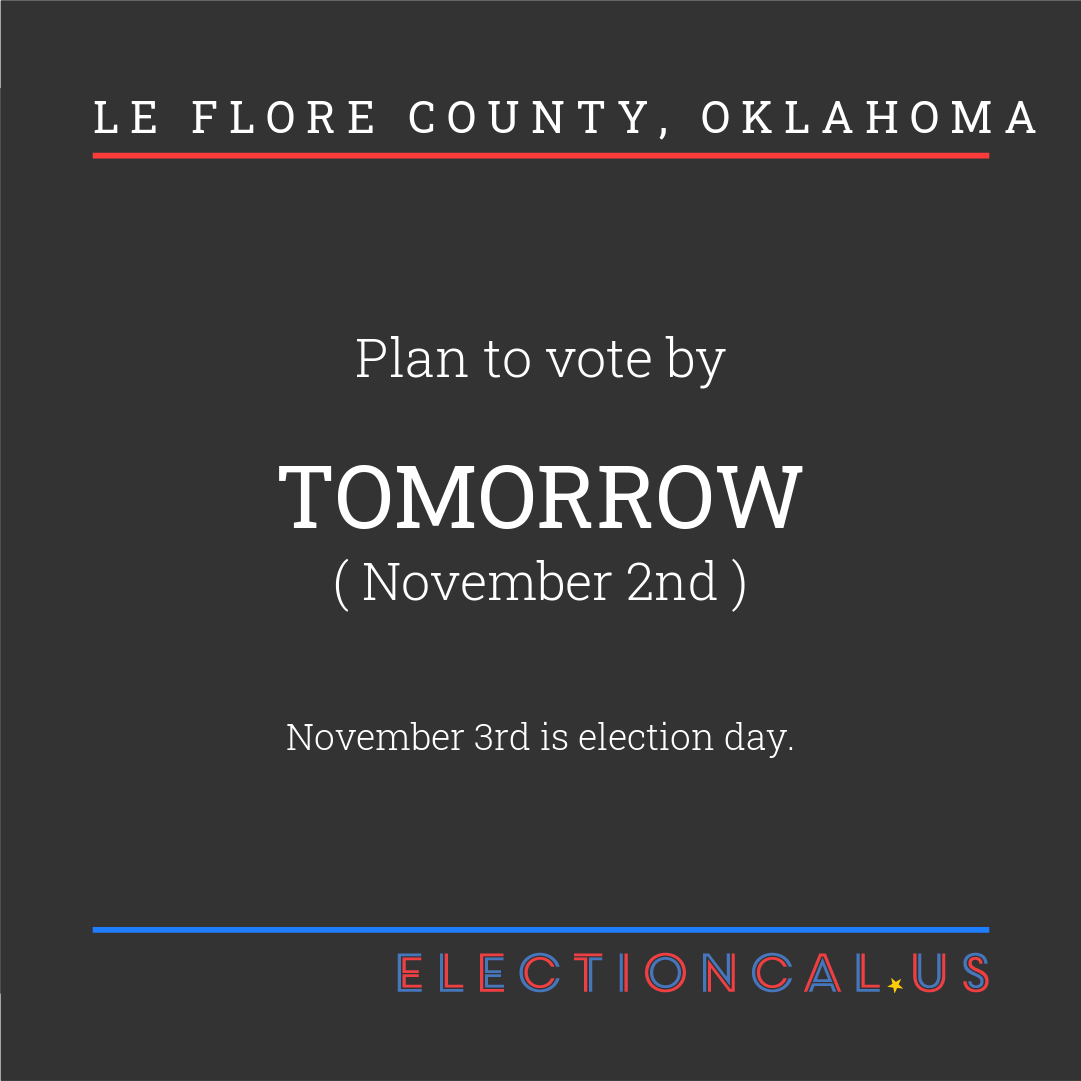 LE FLORE COUNTY, OKLAHOMA
Plan to vote by
TOMORROW
( November 2nd )
November 3rd is election day.
ELECTIONCAL.US